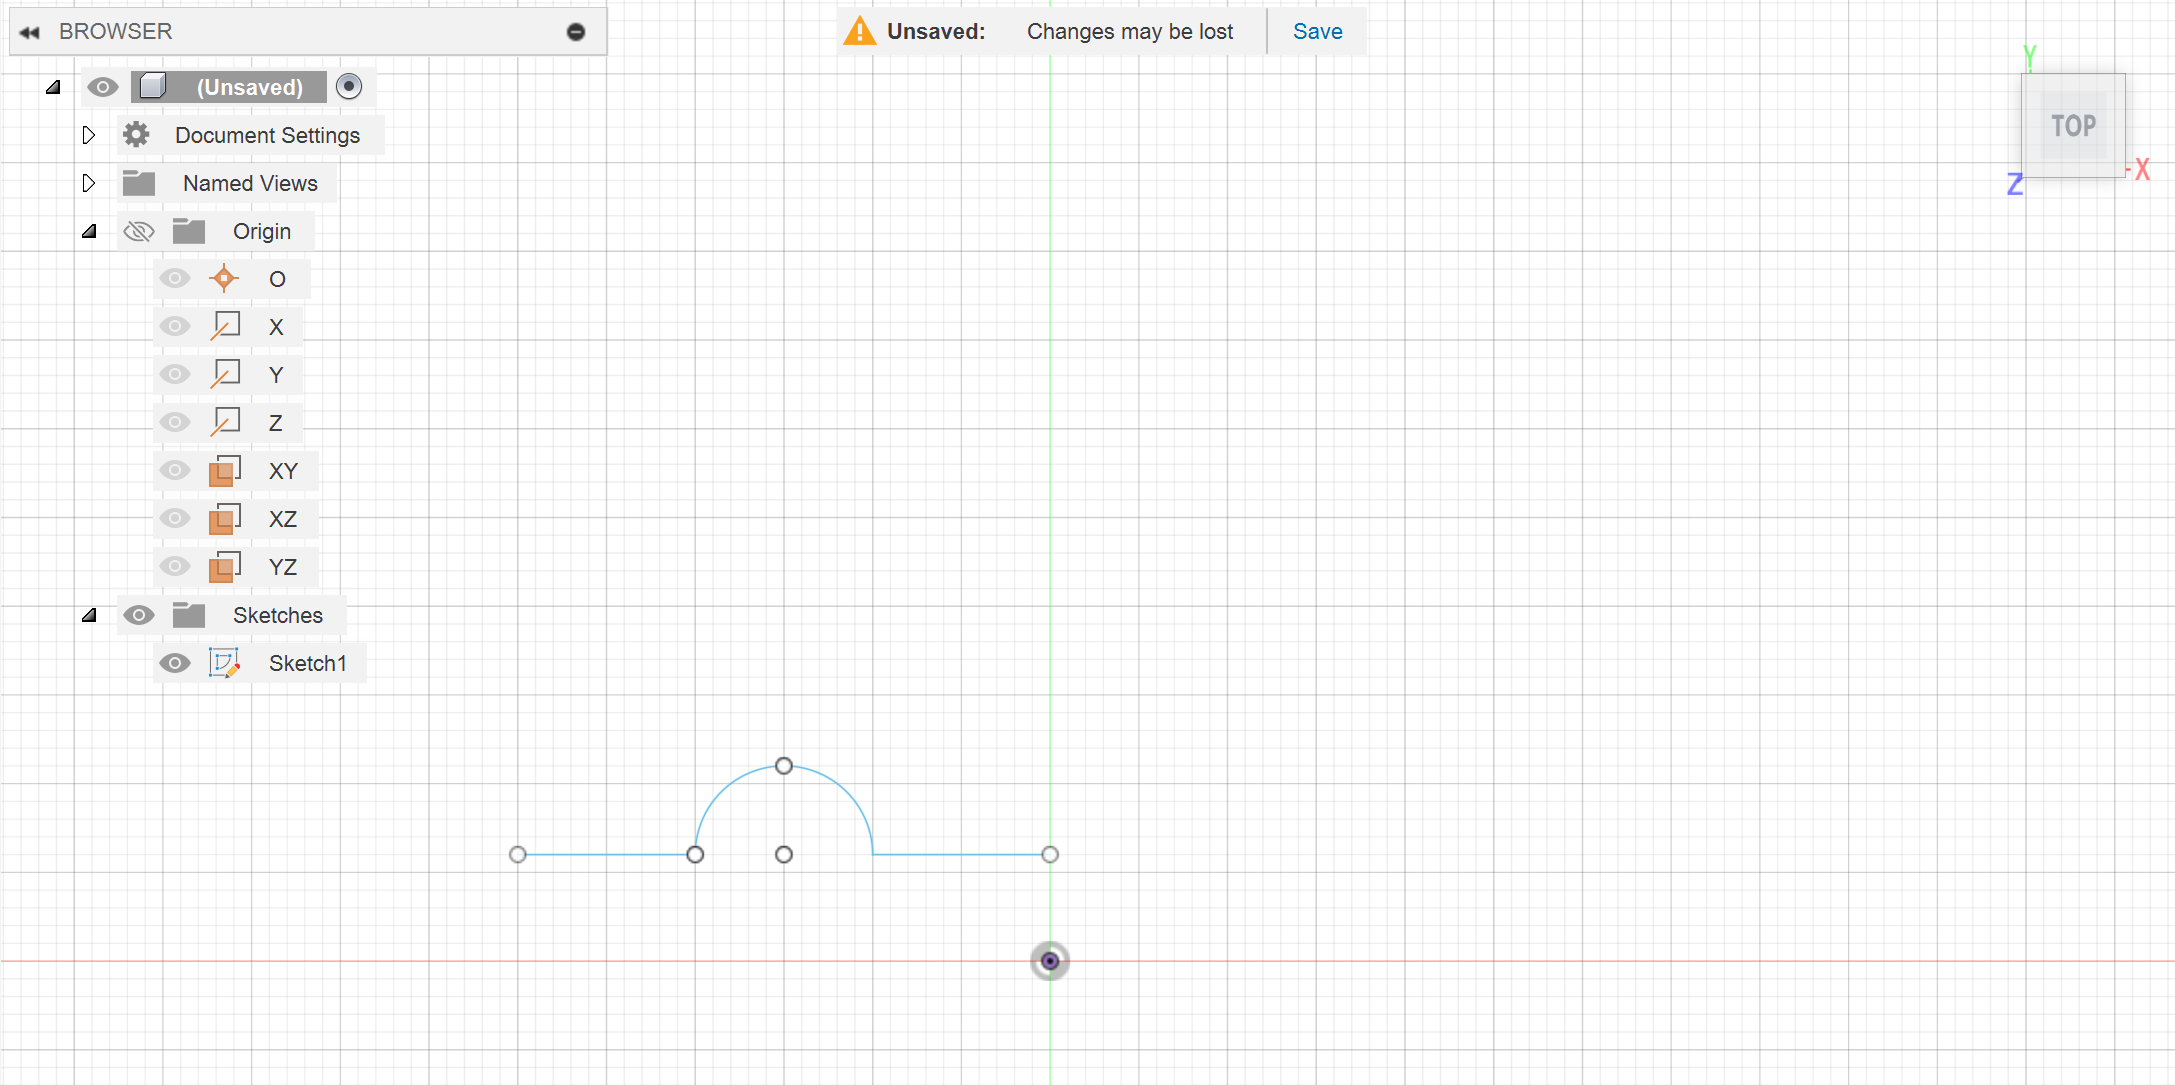 BROWSER
Unsaved: Changes may be lost Save
(Unsaved)
Document Settings
Named Views
Origin
O
X
Y
Z
XY
XZ
YZ
Sketches
Sketch1
Y
TOP
X
Z